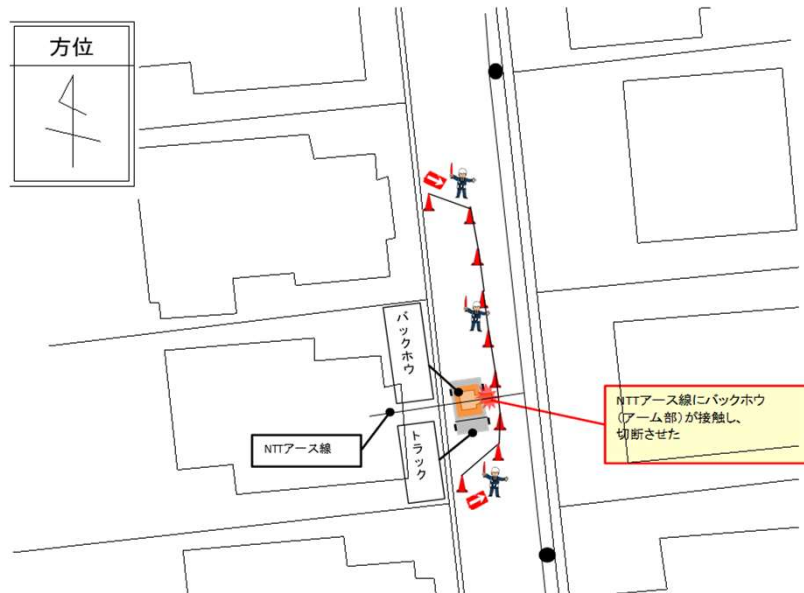 方位
バックホウ
NTTアース線にバックホウ
(アーム部)が接触し、
切断させた
NTTアース線
トラック